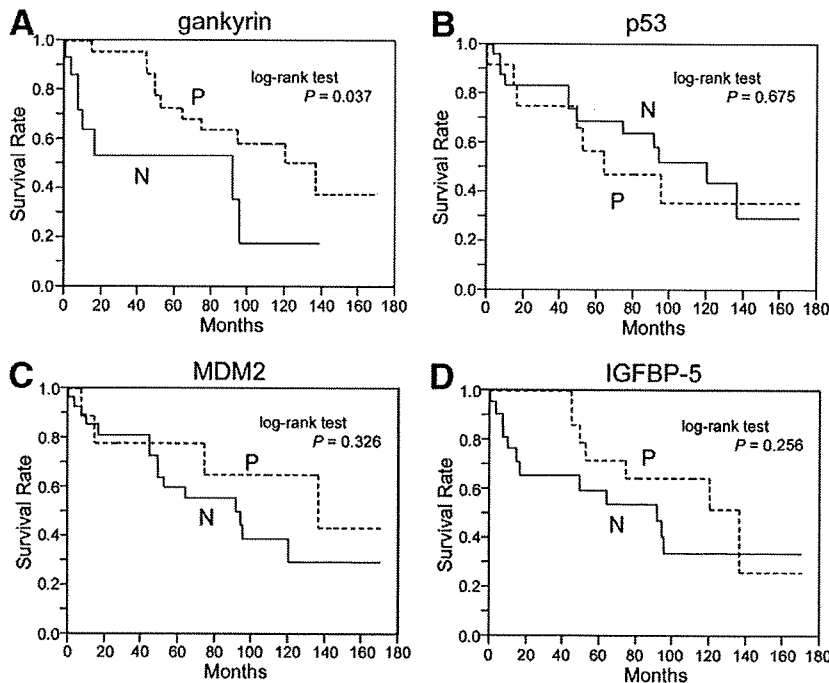 A
gankyrin
1.0
0.8
0.6
0.4
0.2
0.0
Survival Rate
log-rank test
P = 0.037
P
N
0 20 40 60 80 100 120 140 160 180
Months
B
p53
1.0
0.8
0.6
0.4
0.2
0.0
Survival Rate
log-rank test
P = 0.675
N
P
0 20 40 60 80 100 120 140 160 180
Months
C
MDM2
1.0
0.8
0.6
0.4
0.2
0.0
Survival Rate
log-rank test
P = 0.326
P
N
0 20 40 60 80 100 120 140 160 180
Months
D
IGFBP-5
1.0
0.8
0.6
0.4
0.2
0.0
Survival Rate
log-rank test
P = 0.256
P
N
0 20 40 60 80 100 120 140 160 180
Months